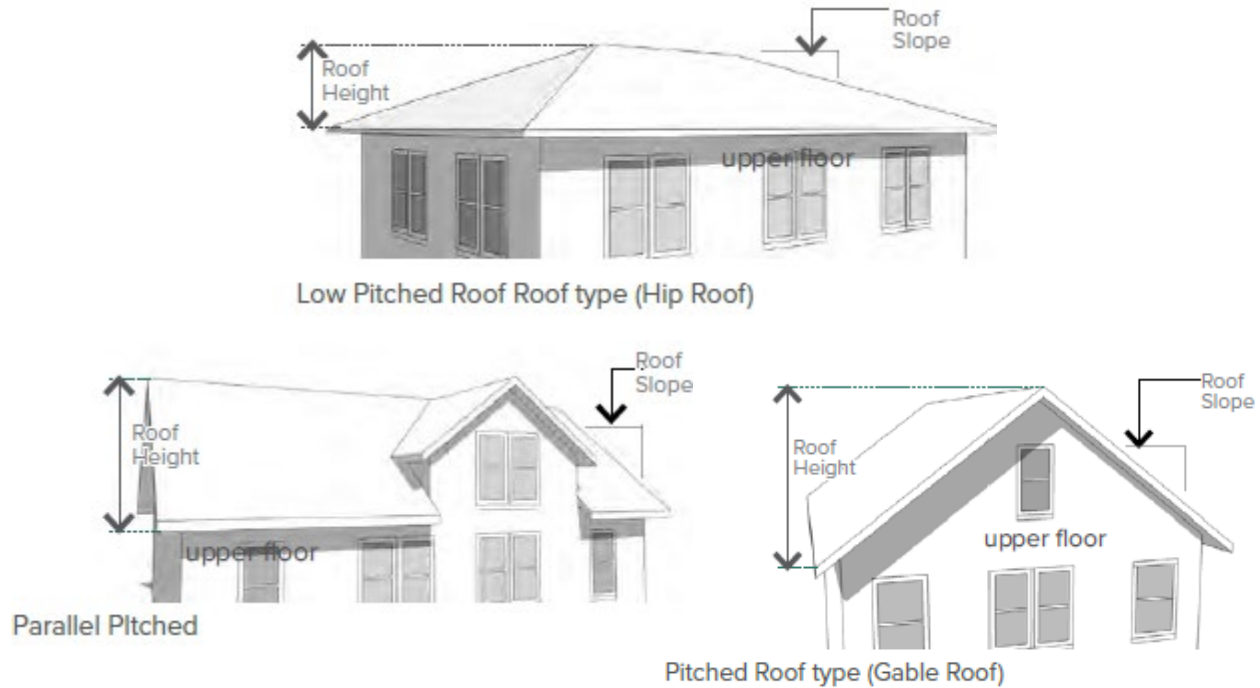 Roof
Slope
Roof
Height
upper floor
Low Pitched Roof Roof type (Hip Roof)
Roof
Slope
Roof
Height
upper floor
Parallel PItched
Roof
Slope
Roof
Height
upper floor
Pitched Roof type (Gable Roof)